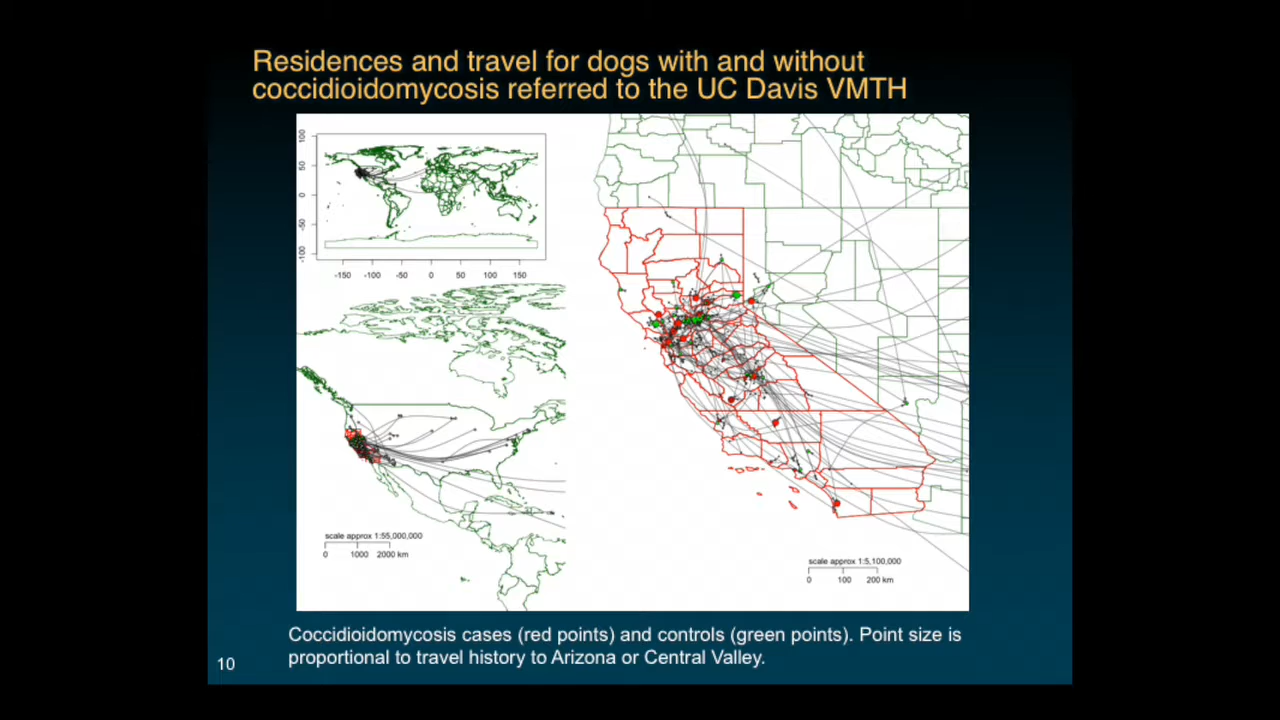 Residences and travel for dogs with and without
coccidioidomycosis referred to the UC Davis VMTH
100
50
0
-50
-100
-150 -100 -50 0 50 100 150
scale approx 1:55,000,000
0 1000 2000 km
scale approx 1:5,100,000
0 100 200 km
Coccidioidomycosis cases (red points) and controls (green points). Point size is
proportional to travel history to Arizona or Central Valley.
10